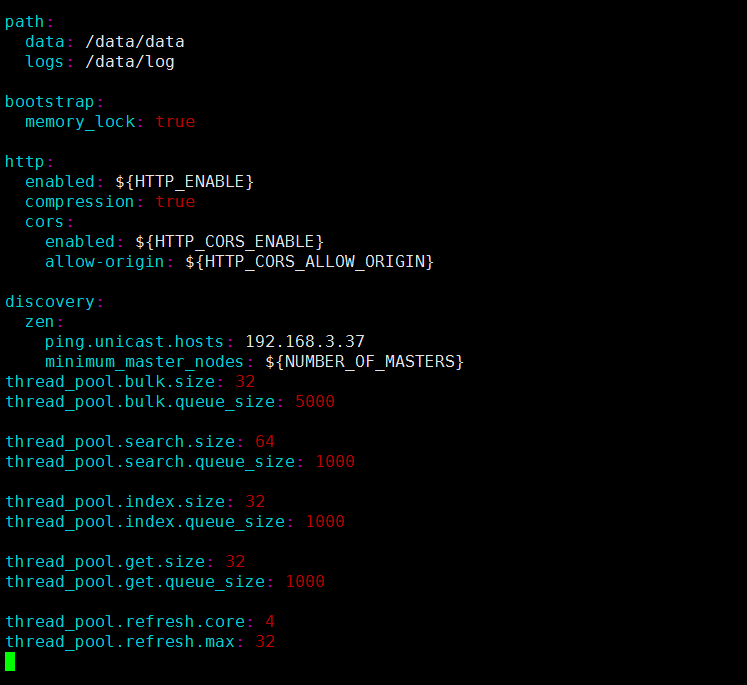 path:
  data: /data/data
  logs: /data/log

bootstrap:
  memory_lock: true

http:
  enabled: ${HTTP_ENABLE}
  compression: true
  cors:
    enabled: ${HTTP_CORS_ENABLE}
    allow-origin: ${HTTP_CORS_ALLOW_ORIGIN}

discovery:
  zen:
    ping.unicast.hosts: 192.168.3.37
    minimum_master_nodes: ${NUMBER_OF_MASTERS}
thread_pool.bulk.size: 32
thread_pool.bulk.queue_size: 5000

thread_pool.search.size: 64
thread_pool.search.queue_size: 1000

thread_pool.index.size: 32
thread_pool.index.queue_size: 1000

thread_pool.get.size: 32
thread_pool.get.queue_size: 1000

thread_pool.refresh.core: 4
thread_pool.refresh.max: 32